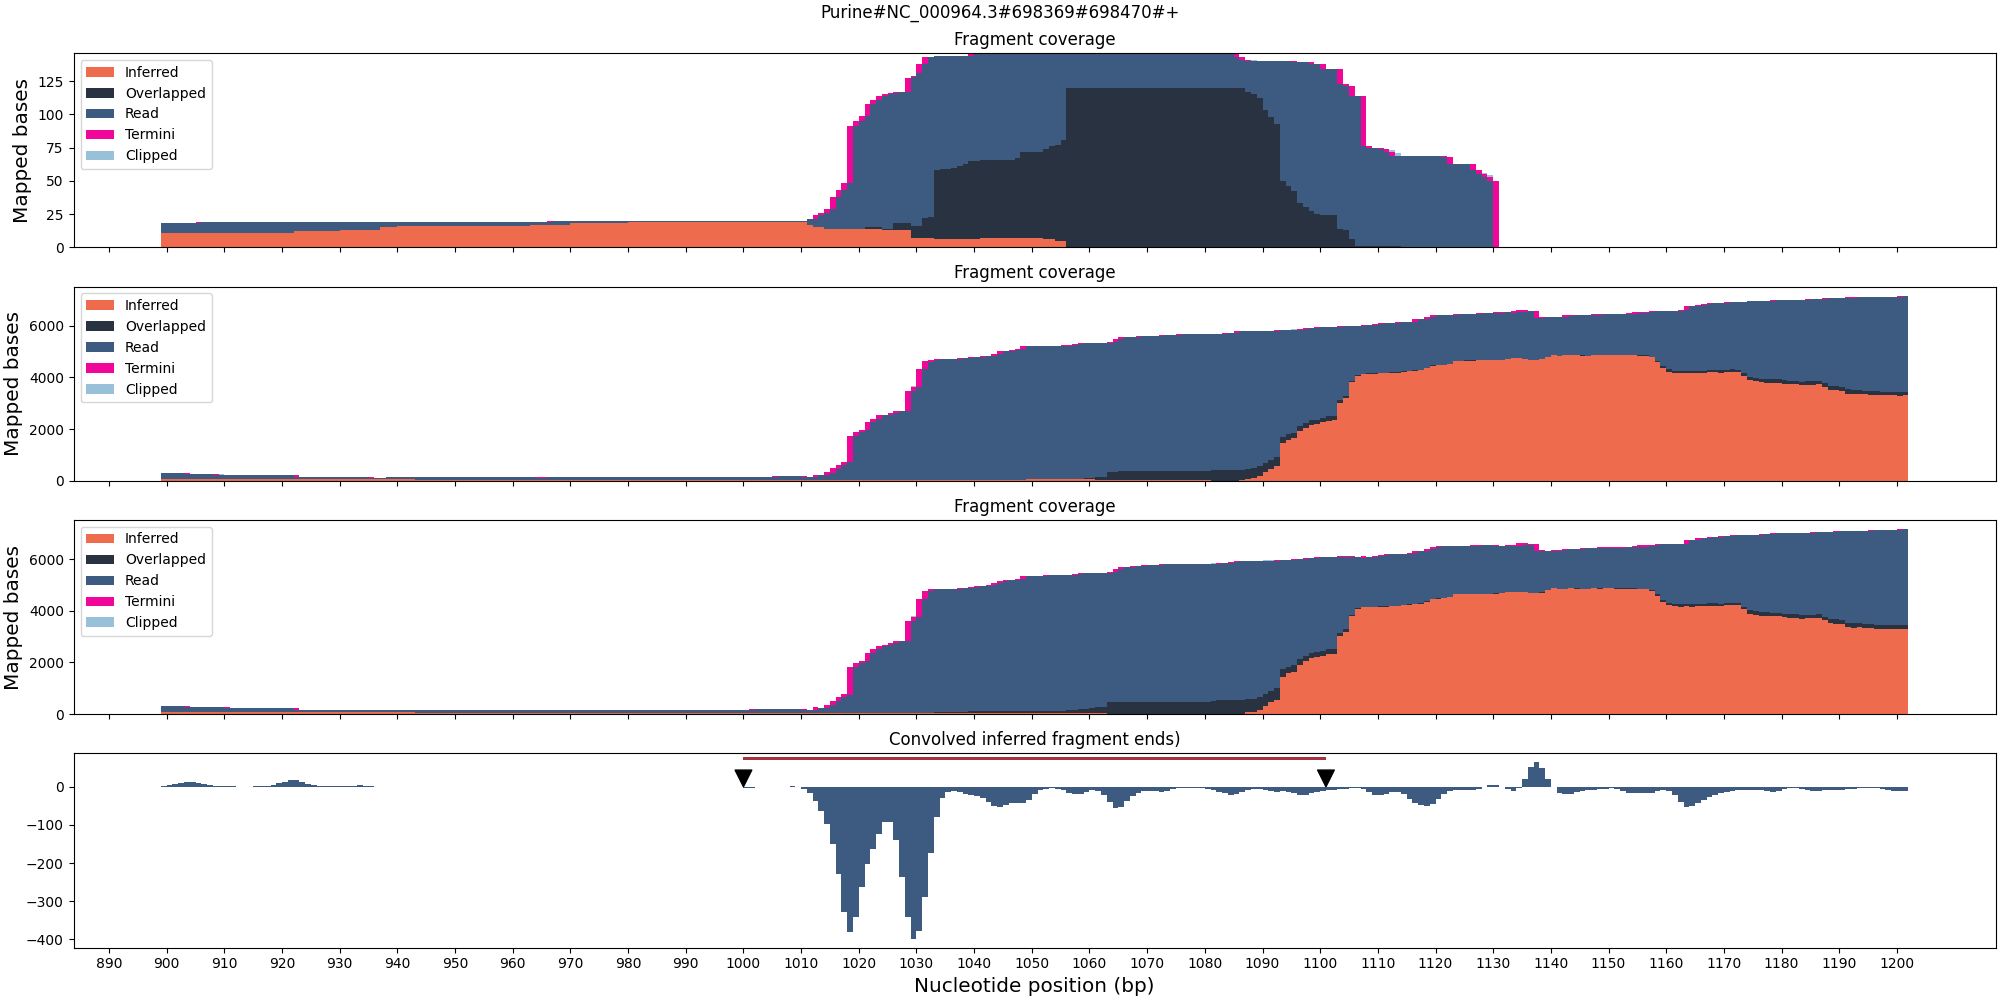 Purine#NC_000964.3#698369#698470#+
Fragment coverage
Mapped bases
125
100
75
50
25
0
Inferred
Overlapped
Read
Termini
Clipped
Fragment coverage
Mapped bases
6000
4000
2000
0
Inferred
Overlapped
Read
Termini
Clipped
Fragment coverage
Mapped bases
6000
4000
2000
0
Inferred
Overlapped
Read
Termini
Clipped
Convolved inferred fragment ends)
0
−100
−200
−300
−400
890 900 910 920 930 940 950 960 970 980 990 1000 1010 1020 1030 1040 1050 1060 1070 1080 1090 1100 1110 1120 1130 1140 1150 1160 1170 1180 1190 1200
Nucleotide position (bp)